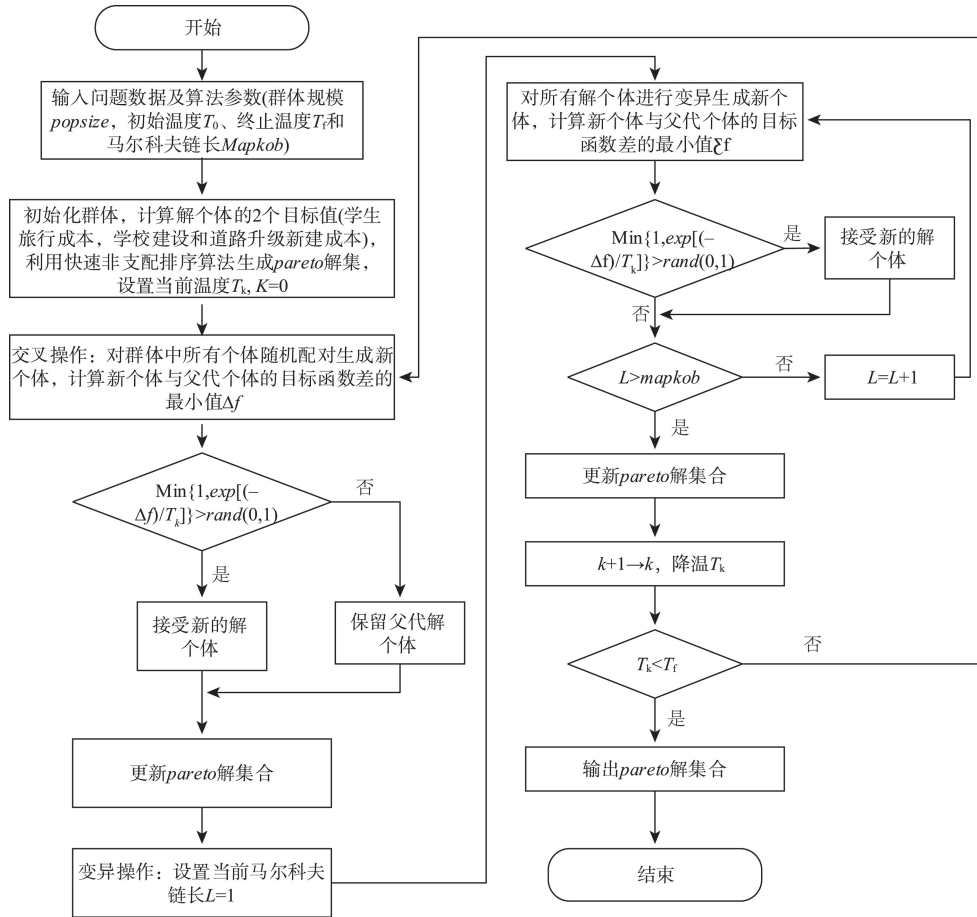 开始
输入问题数据及算法参数(群体规模
popsize，初始温度T₀、终止温度Tf和
马尔科夫链长Mapkob)
初始化群体，计算解个体的2个目标值(学生
旅行成本，学校建设和道路升级新建成本)，
利用快速非支配排序算法生成pareto解集，
设置当前温度Tk, K=0
交叉操作：对群体中所有个体随机配对生成新
个体，计算新个体与父代个体的目标函数差的
最小值Δf
Min{1,exp[(−
Δf)/Tk]}>rand(0,1)
否
是
接受新的解
个体
保留父代解
个体
更新pareto解集合
变异操作：设置当前马尔科夫
链长L=1
对所有解个体进行变异生成新个
体，计算新个体与父代个体的目标
函数差的最小值ƹf
Min{1,exp[(−
Δf)/Tk]}>rand(0,1)
是
接受新的解
个体
否
L>mapkob
否
L=L+1
是
更新pareto解集合
k+1→k，降温Tk
Tk<Tf
否
是
输出pareto解集合
结束